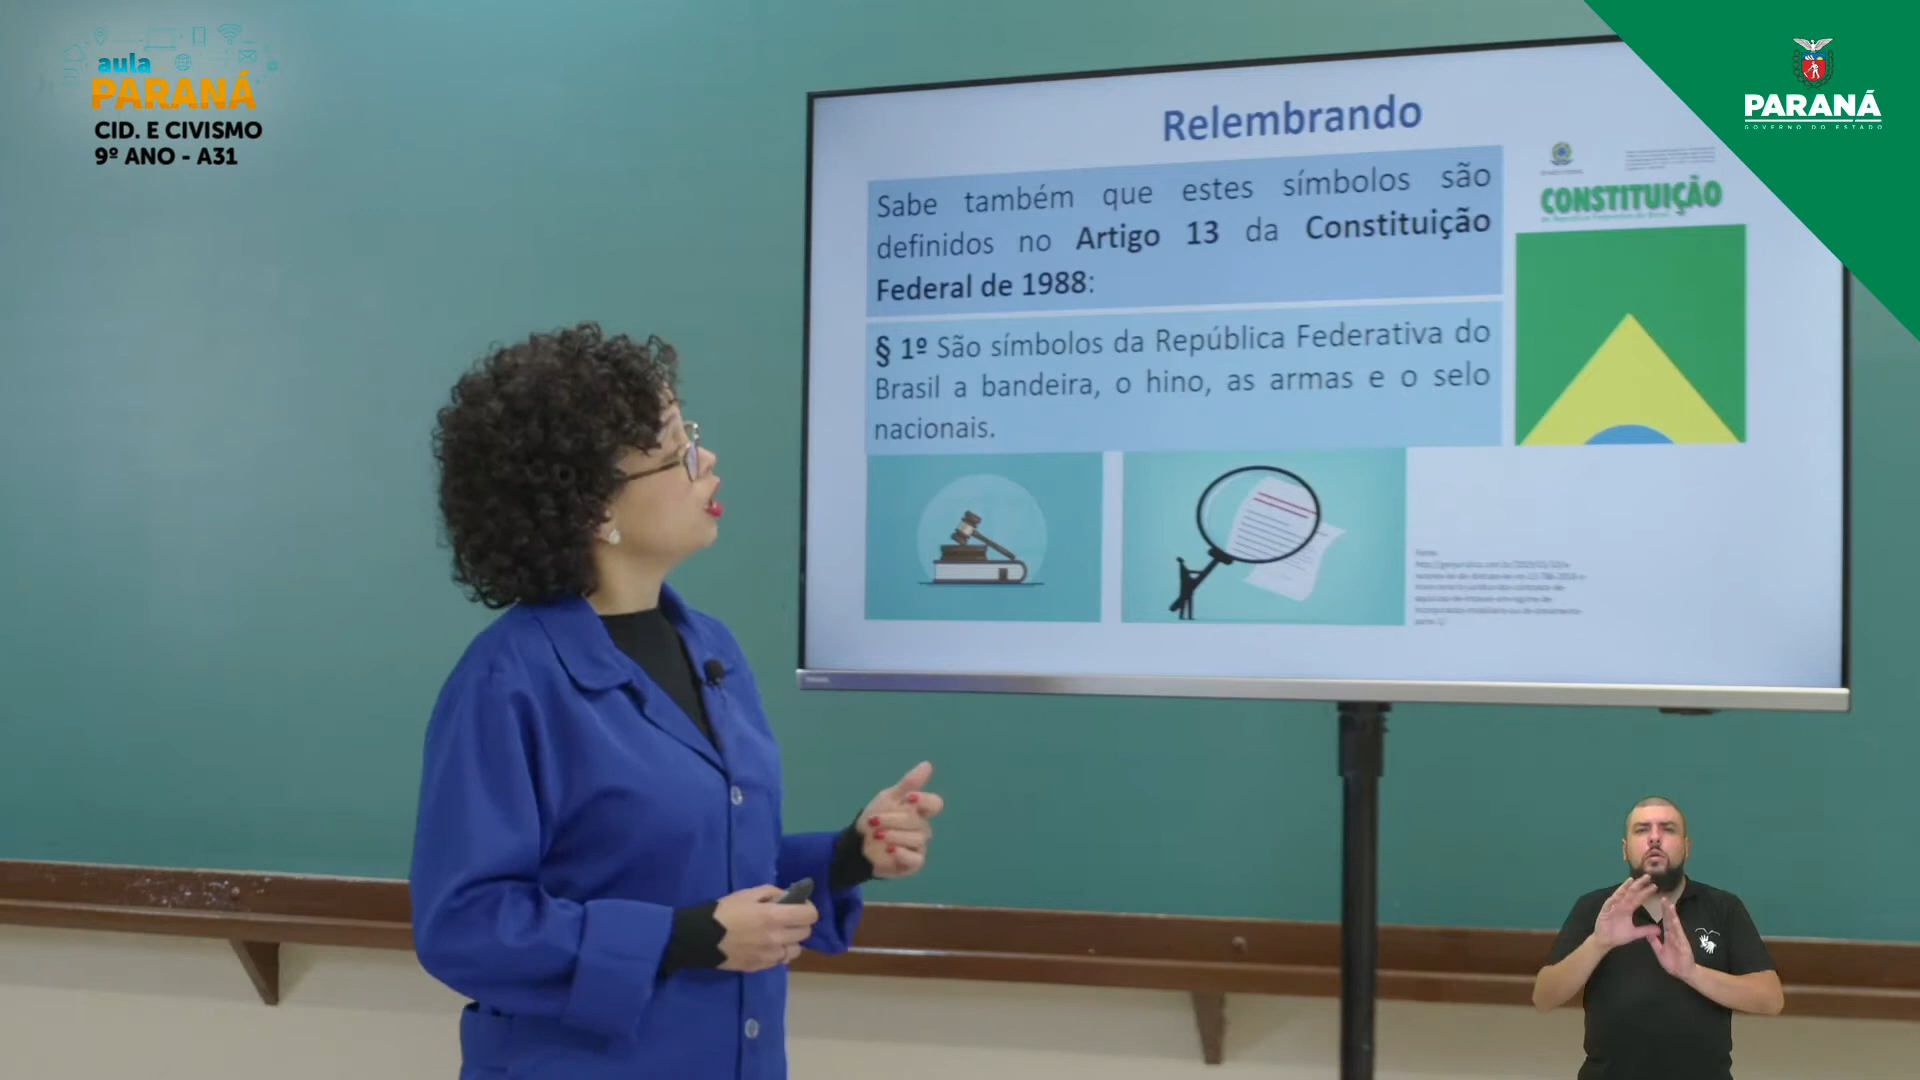 aula
PARANÁ
CID. E CIVISMO
9º ANO - A31
Relembrando
Sabe também que estes símbolos são
definidos no Artigo 13 da Constituição
Federal de 1988:
§ 1º São símbolos da República Federativa do
Brasil a bandeira, o hino, as armas e o selo
nacionais.
CONSTITUIÇÃO
PARANÁ
GOVERNO DO ESTADO